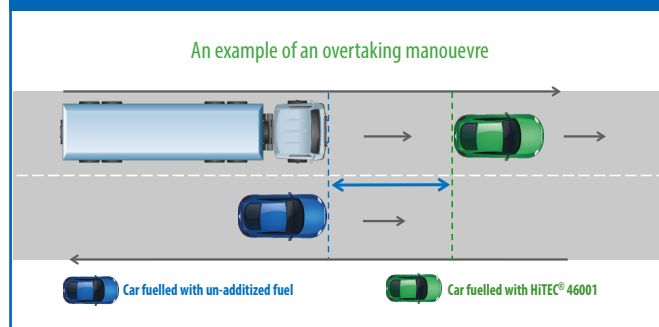 An example of an overtaking manouevre
Car fuelled with un-additized fuel
Car fuelled with HiTEC® 46001